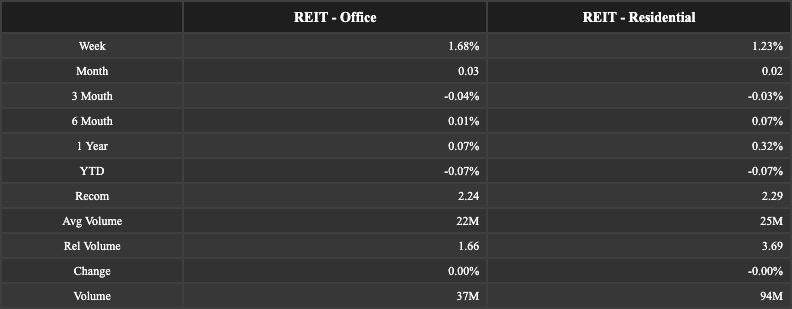 REIT - Office REIT - Residential
Week 1.68% 1.23%
Month 0.03 0.02
3 Mouth -0.04% -0.03%
6 Mouth 0.01% 0.07%
1 Year 0.07% 0.32%
YTD -0.07% -0.07%
Recom 2.24 2.29
Avg Volume 22M 25M
Rel Volume 1.66 3.69
Change 0.00% -0.00%
Volume 37M 94M